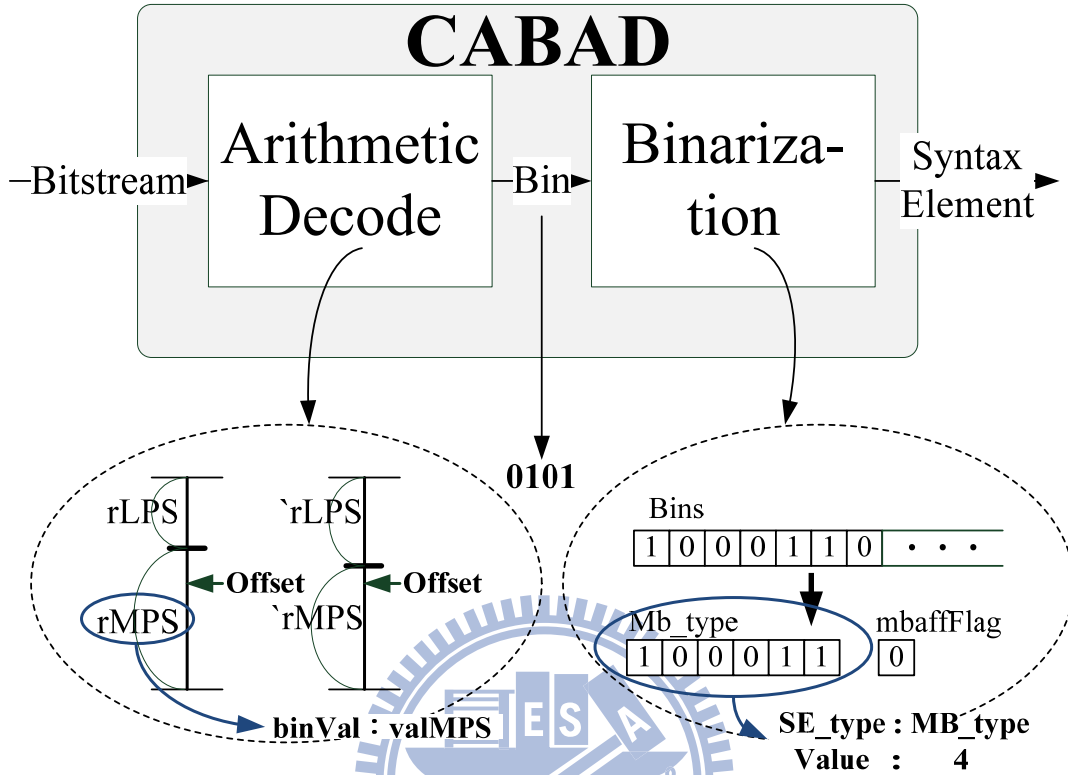 CABAD
Arithmetic
Decode
Binariza-
tion
Bitstream
Bin
Syntax
Element
0101
rLPS
`rLPS
Offset
Offset
rMPS
`rMPS
binVal : valMPS
Bins
1 0 0 0 1 1 0 · · ·
Mb_type
mbaffFlag
1 0 0 0 1 1
0
SE_type : MB_type
Value : 4
E S A